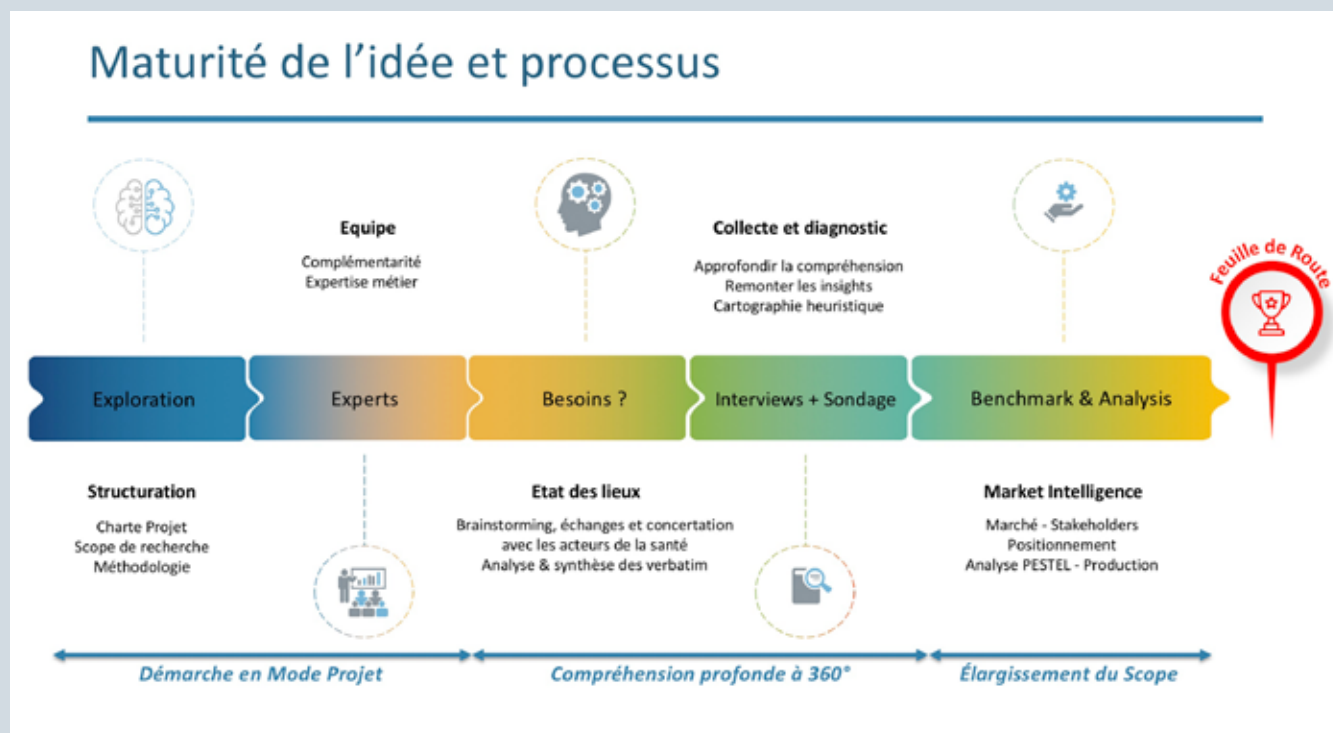 Maturité de l'idée et processus
Equipe
Complémentarité
Expertise métier
Collecte et diagnostic
Approfondir la compréhension
Remonter les insights
Cartographie heuristique
Feuille de Route
Exploration
Experts
Besoins ?
Interviews + Sondage
Benchmark & Analysis
Structuration
Charte Projet
Scope de recherche
Méthodologie
Etat des lieux
Brainstorming, échanges et concertation
avec les acteurs de la santé
Analyse & synthèse des verbatim
Market Intelligence
Marché - Stakeholders
Positionnement
Analyse PESTEL - Production
Démarche en Mode Projet
Compréhension profonde à 360°
Élargissement du Scope